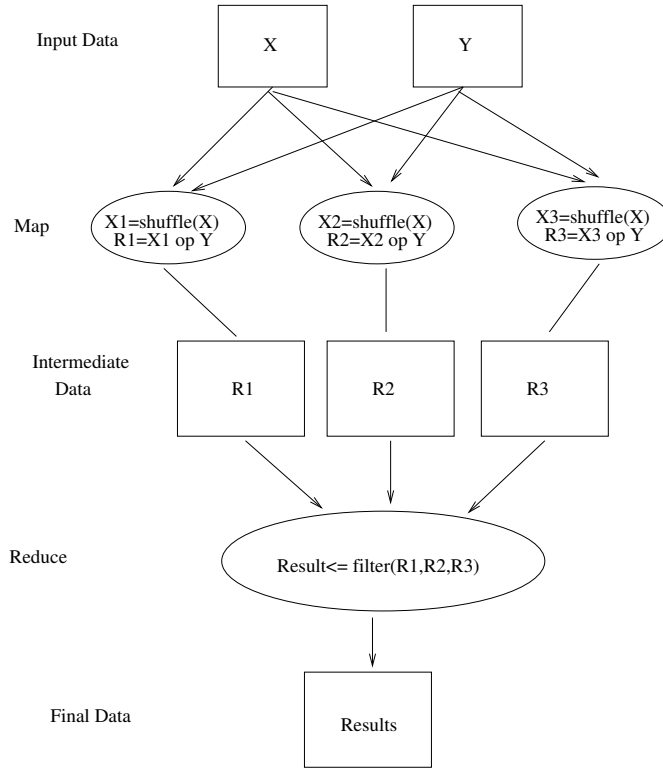 Input Data
X
Y
Map
X1=shuffle(X)
R1=X1 op Y
X2=shuffle(X)
R2=X2 op Y
X3=shuffle(X)
R3=X3 op Y
Intermediate
Data
R1
R2
R3
Reduce
Result<= filter(R1,R2,R3)
Final Data
Results